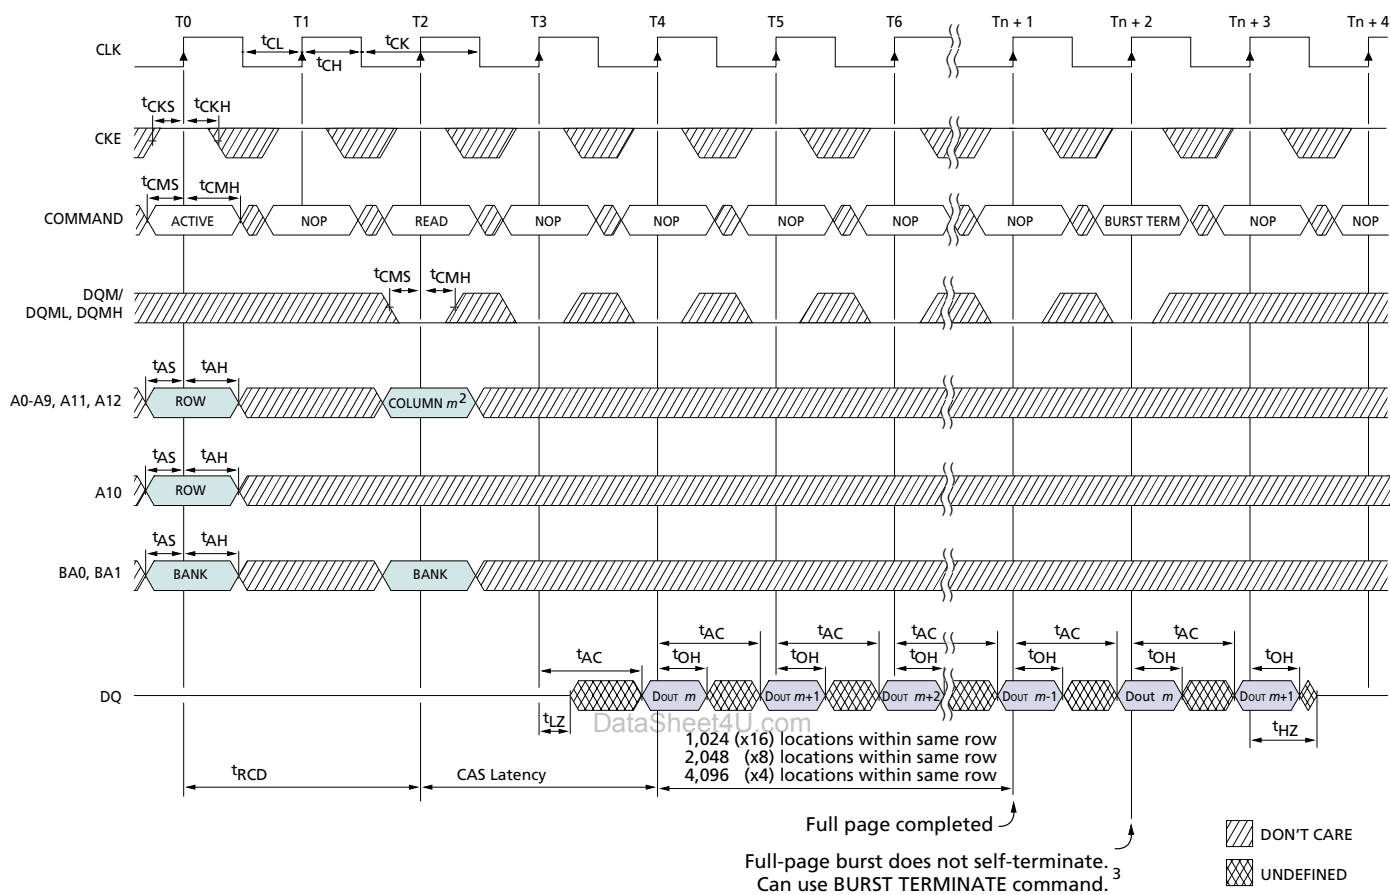 T0 T1 T2 T3 T4 T5 T6 Tn + 1 Tn + 2 Tn + 3 Tn + 4
CLK
tCL tCK
tCH
tCKS tCKH
CKE
tCMS tCMH
COMMAND ACTIVE NOP READ NOP NOP NOP NOP NOP BURST TERM NOP NOP
tCMS tCMH
DQM/
DQML, DQMH
tAS tAH
A0-A9, A11, A12 ROW COLUMN m2
tAS tAH
A10 ROW
tAS tAH
BA0, BA1 BANK BANK
tAC tAC tAC tAC tAC tAC
tOH tOH tOH tOH tOH tOH
DQ DOUT m DOUT m+1 DOUT m+2 DOUT m-1 Dout m DOUT m+1
tLZ tHZ
DataSheet4U.com
1,024 (x16) locations within same row
2,048 (x8) locations within same row
4,096 (x4) locations within same row
tRCD CAS Latency
Full page completed
Full-page burst does not self-terminate.
Can use BURST TERMINATE command. 3
DON'T CARE
UNDEFINED